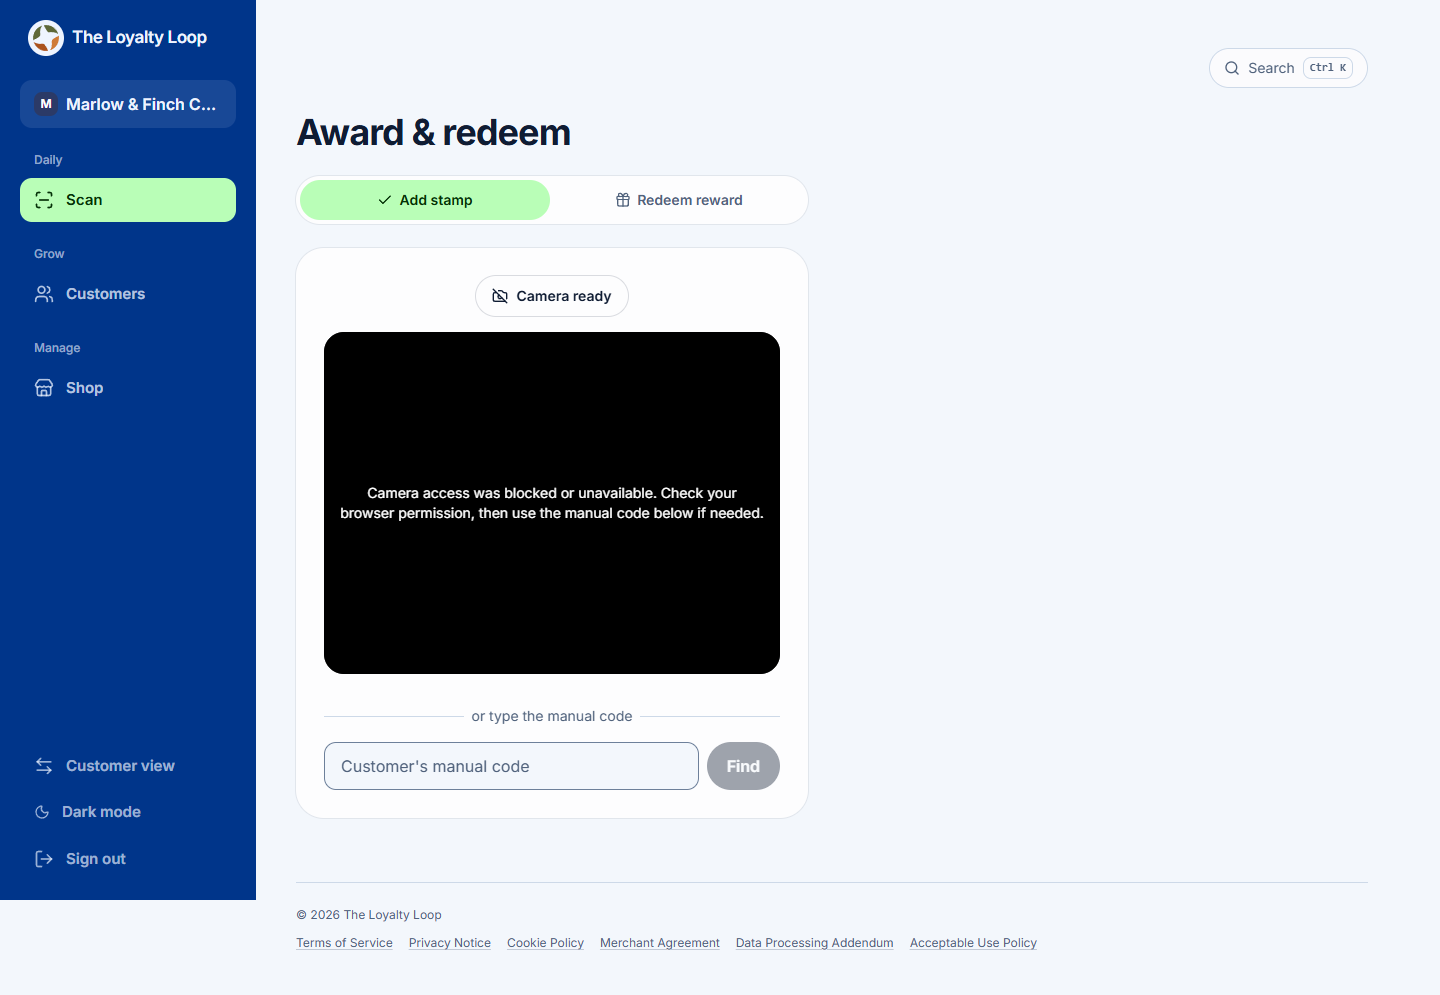 The Loyalty Loop
M Marlow & Finch C...
Daily
Scan
Grow
Customers
Manage
Shop
Customer view
Dark mode
Sign out
Search Ctrl K
Award & redeem
Add stamp
Redeem reward
Camera ready
Camera access was blocked or unavailable. Check your
browser permission, then use the manual code below if needed.
or type the manual code
Customer's manual code
Find
© 2026 The Loyalty Loop
Terms of Service Privacy Notice Cookie Policy Merchant Agreement Data Processing Addendum Acceptable Use Policy